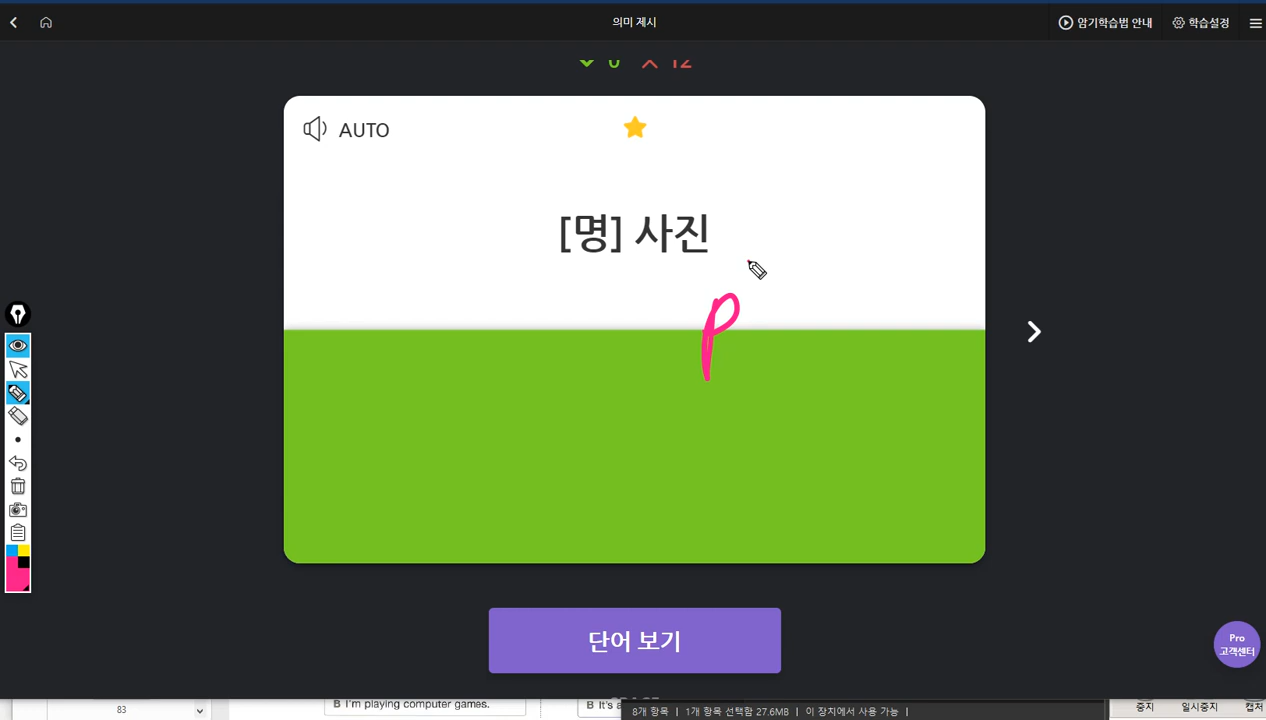 의미 제시
암기학습법 안내
학습설정
AUTO
[명] 사진
p
단어 보기
Pro
고객센터
83
B I'm playing computer games.
B It's
8개 항목 | 1개 항목 선택함 27.6MB | 이 장치에서 사용 가능 |
중지 일시중지 캡처